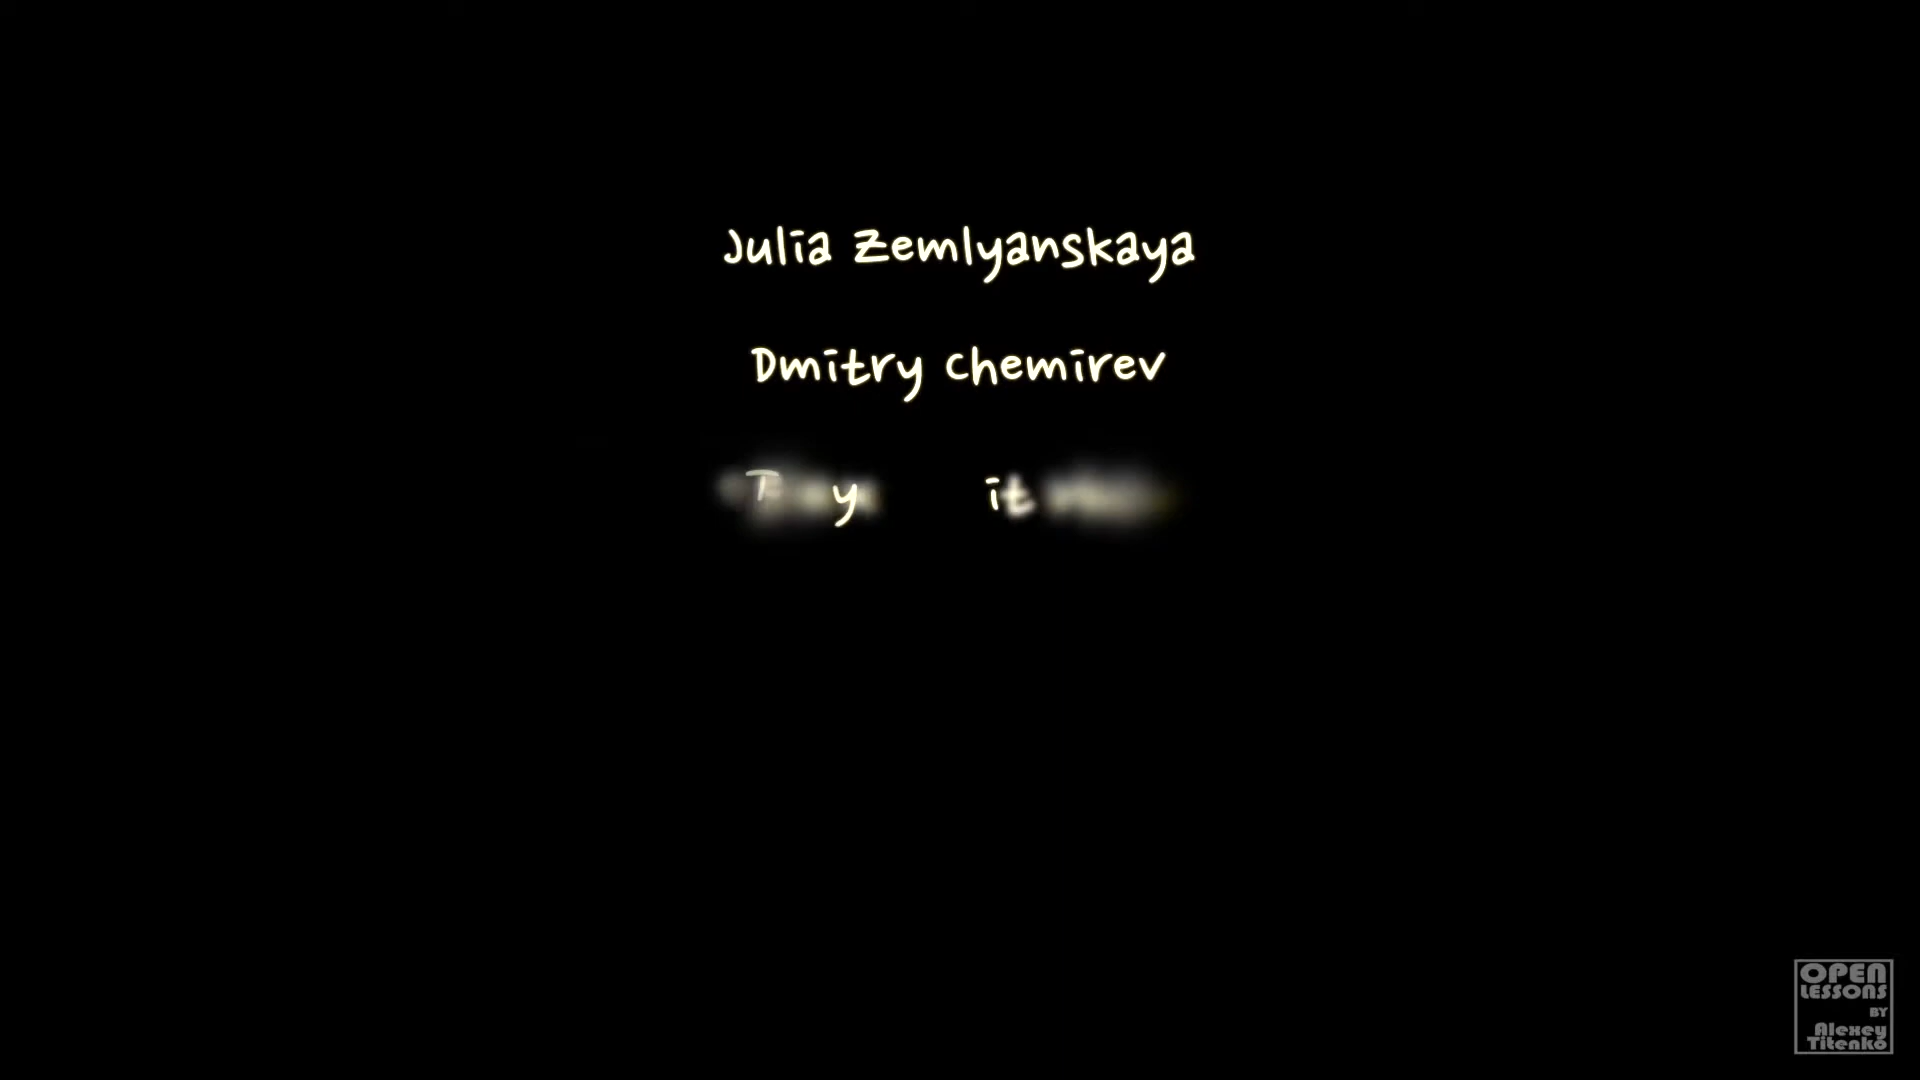 Julia Zemlyanskaya
Dmitry Chemirev
OPEN
LESSONS
BY
Alexey
Titenko